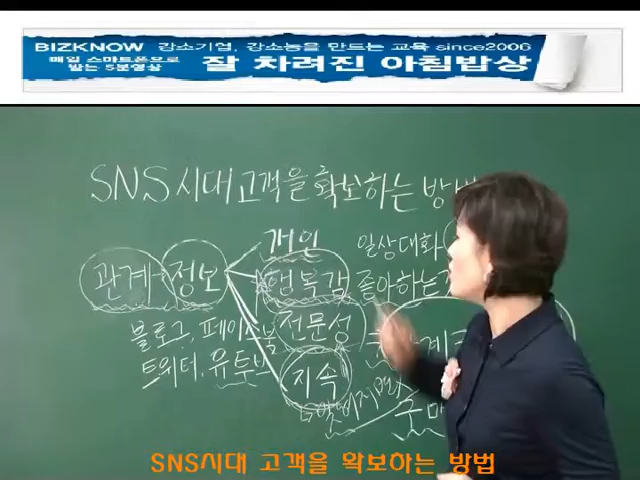 BIZKNOW 강소기업, 강소농을 만드는 교육 since2006
매일 스마트폰으로
받는 5분영상
잘 차려진 아침밥상
SNS시대 고객을 확보하는 방법
개인
일상대화
관계 정보
행복감
좋아하는
블로그, 페이스북
전문성
트위터, 유투브
지속
SNS시대 고객을 확보하는 방법